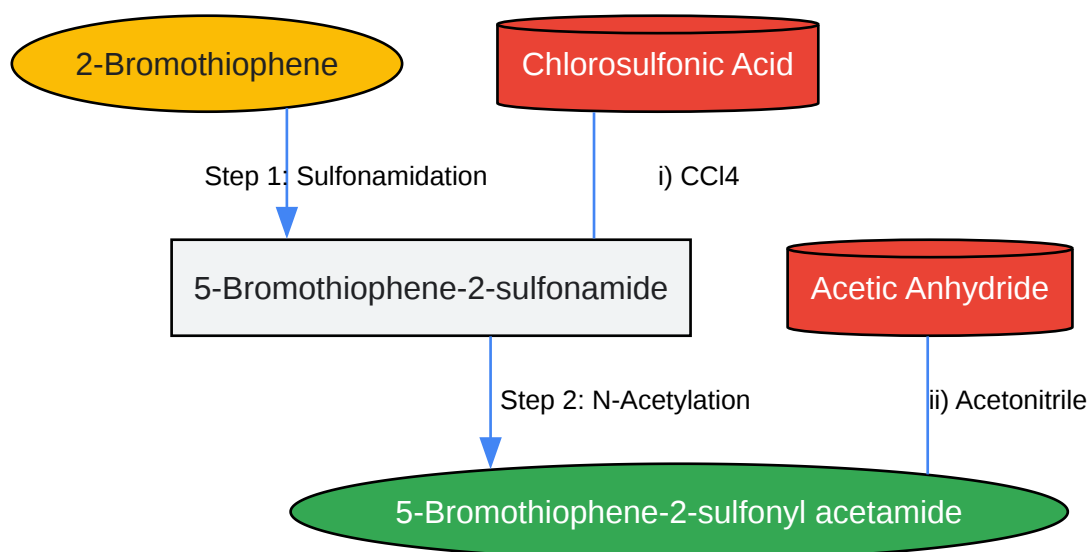 2-Bromothiophene
Chlorosulfonic Acid
Step 1: Sulfonamidation
i) CCl4
5-Bromothiophene-2-sulfonamide
Acetic Anhydride
Step 2: N-Acetylation
ii) Acetonitrile
5-Bromothiophene-2-sulfonyl acetamide